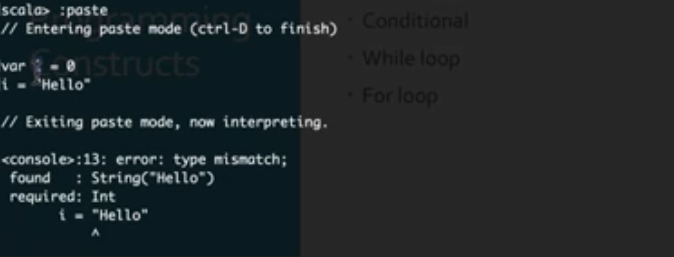 scala> :paste
// Entering paste mode (ctrl-D to finish)
var i = 0
i = "Hello"
// Exiting paste mode, now interpreting.
<console>:13: error: type mismatch;
found : String("Hello")
required: Int
i = "Hello"
^
Programming
Constructs
· Conditional
· While loop
· For loop